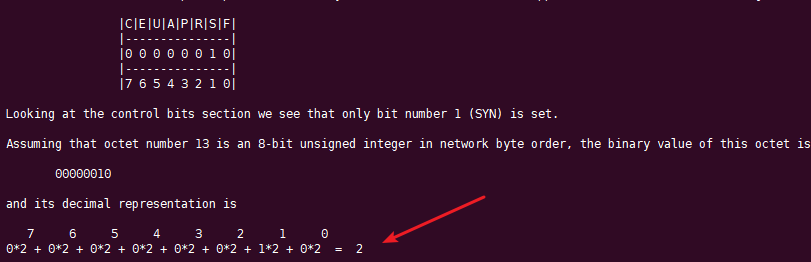 |C|E|U|A|P|R|S|F|
|---------------|
|0 0 0 0 0 0 1 0|
|---------------|
|7 6 5 4 3 2 1 0|
Looking at the control bits section we see that only bit number 1 (SYN) is set.
Assuming that octet number 13 is an 8-bit unsigned integer in network byte order, the binary value of this octet is
00000010
and its decimal representation is
7 6 5 4 3 2 1 0
0*2 + 0*2 + 0*2 + 0*2 + 0*2 + 0*2 + 1*2 + 0*2 = 2